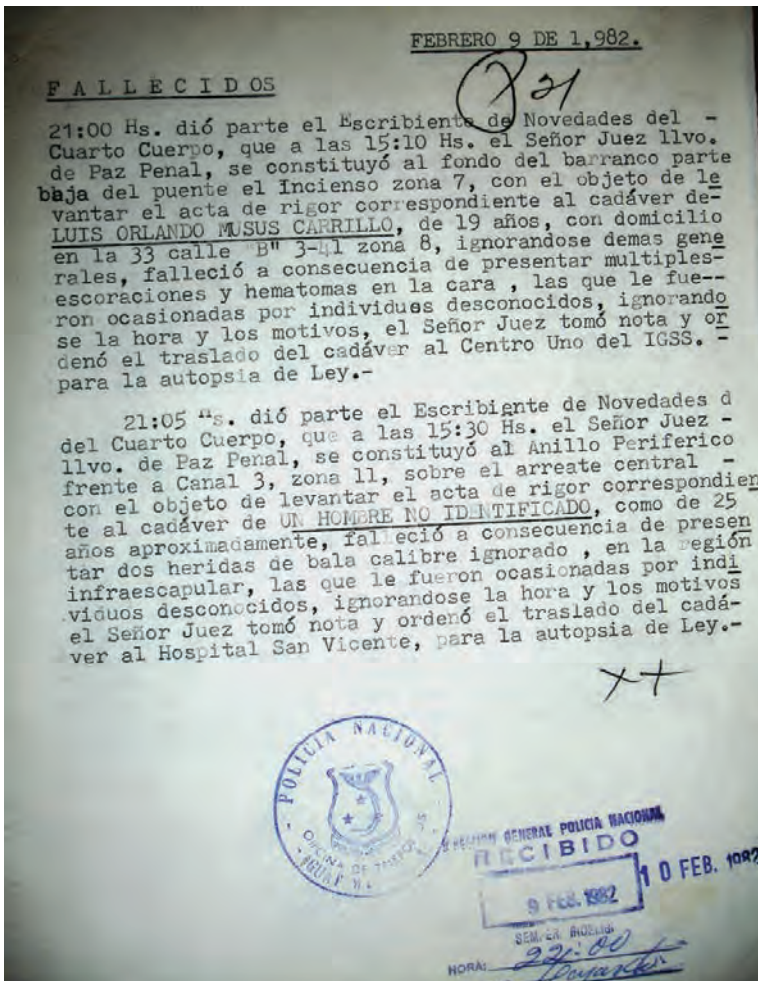 FEBRERO 9 DE 1,982.
F A L L E C I D OS
21
21:00 Hs. dió parte el Escribiente de Novedades del -
Cuarto Cuerpo, que a las 15:10 Hs. el Señor Juez llvo.
de Paz Penal, se constituyó al fondo del barranco parte
baja del puente el Incienso zona 7, con el objeto de le
vantar el acta de rigor correspondiente al cadáver de-
LUIS ORLANDO MUSUS CARRILLO, de 19 años, con domicilio
en la 33 calle "B" 3-41 zona 8, ignorandose demas gene
rales, falleció a consecuencia de presentar multiples-
escoraciones y hematomas en la cara , las que le fue--
ron ocasionadas por individuos desconocidos, ignorando
se la hora y los motivos, el Señor Juez tomó nota y or
denó el traslado del cadáver al Centro Uno del IGSS. -
para la autopsia de Ley.-
21:05 Hs. dió parte el Escribiente de Novedades d
del Cuarto Cuerpo, que a las 15:30 Hs. el Señor Juez -
llvo. de Paz Penal, se constituyó al Anillo Periferico
frente a Canal 3, zona 11, sobre el arreate central -
con el objeto de levantar el acta de rigor correspondien
te al cadáver de UN HOMBRE NO IDENTIFICADO, como de 25
años aproximadamente, falleció a consecuencia de presen
tar dos heridas de bala calibre ignorado , en la región
infraescapular, las que le fueron ocasionadas por indi
viduos desconocidos, ignorandose la hora y los motivos
el Señor Juez tomó nota y ordenó el traslado del cadá-
ver al Hospital San Vicente, para la autopsia de Ley.-
POLICIA NACIONAL
GENERAL POLICIA NACIONAL
RECIBIDO
9 FEB. 1982
10 FEB. 1982
HORA: 22:00